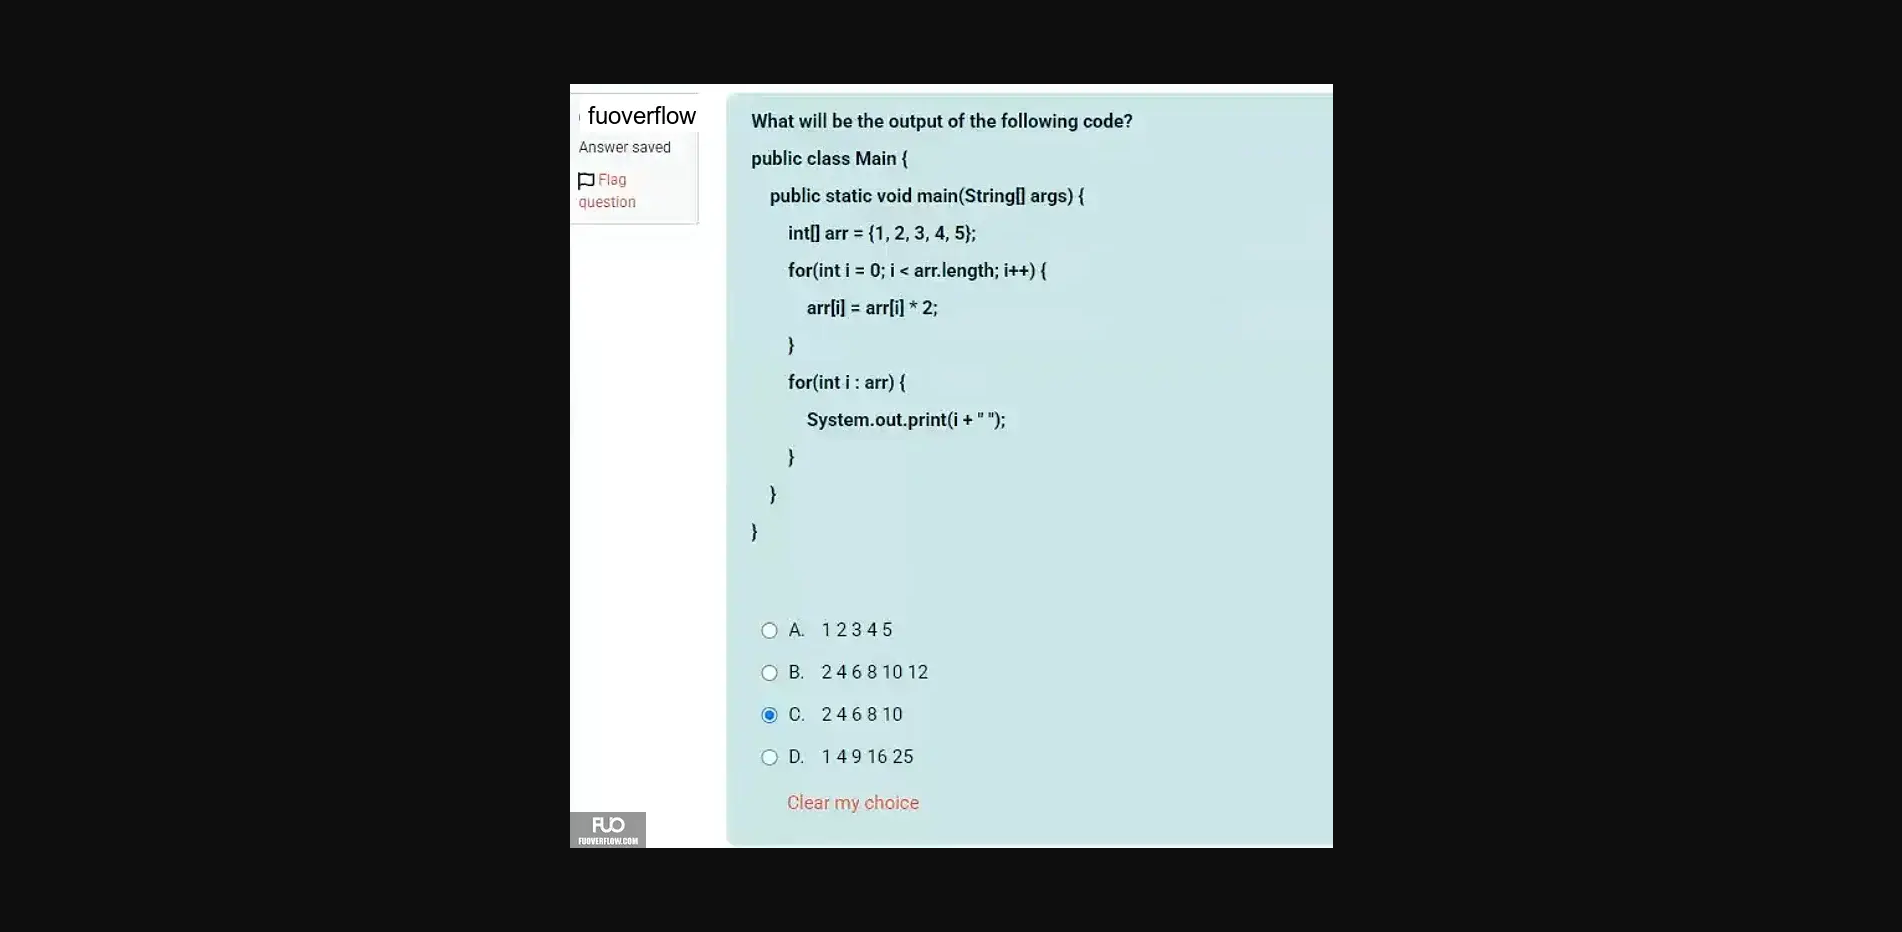 fuoverflow
Answer saved
Flag
question
What will be the output of the following code?
public class Main {
public static void main(String[] args) {
int[] arr = {1, 2, 3, 4, 5};
for(int i = 0; i < arr.length; i++) {
arr[i] = arr[i] * 2;
}
for(int i : arr) {
System.out.print(i + " ");
}
}
}
A. 1 2 3 4 5
B. 2 4 6 8 10 12
C. 2 4 6 8 10
D. 1 4 9 16 25
Clear my choice
FUO
FUOVERFLOW.COM